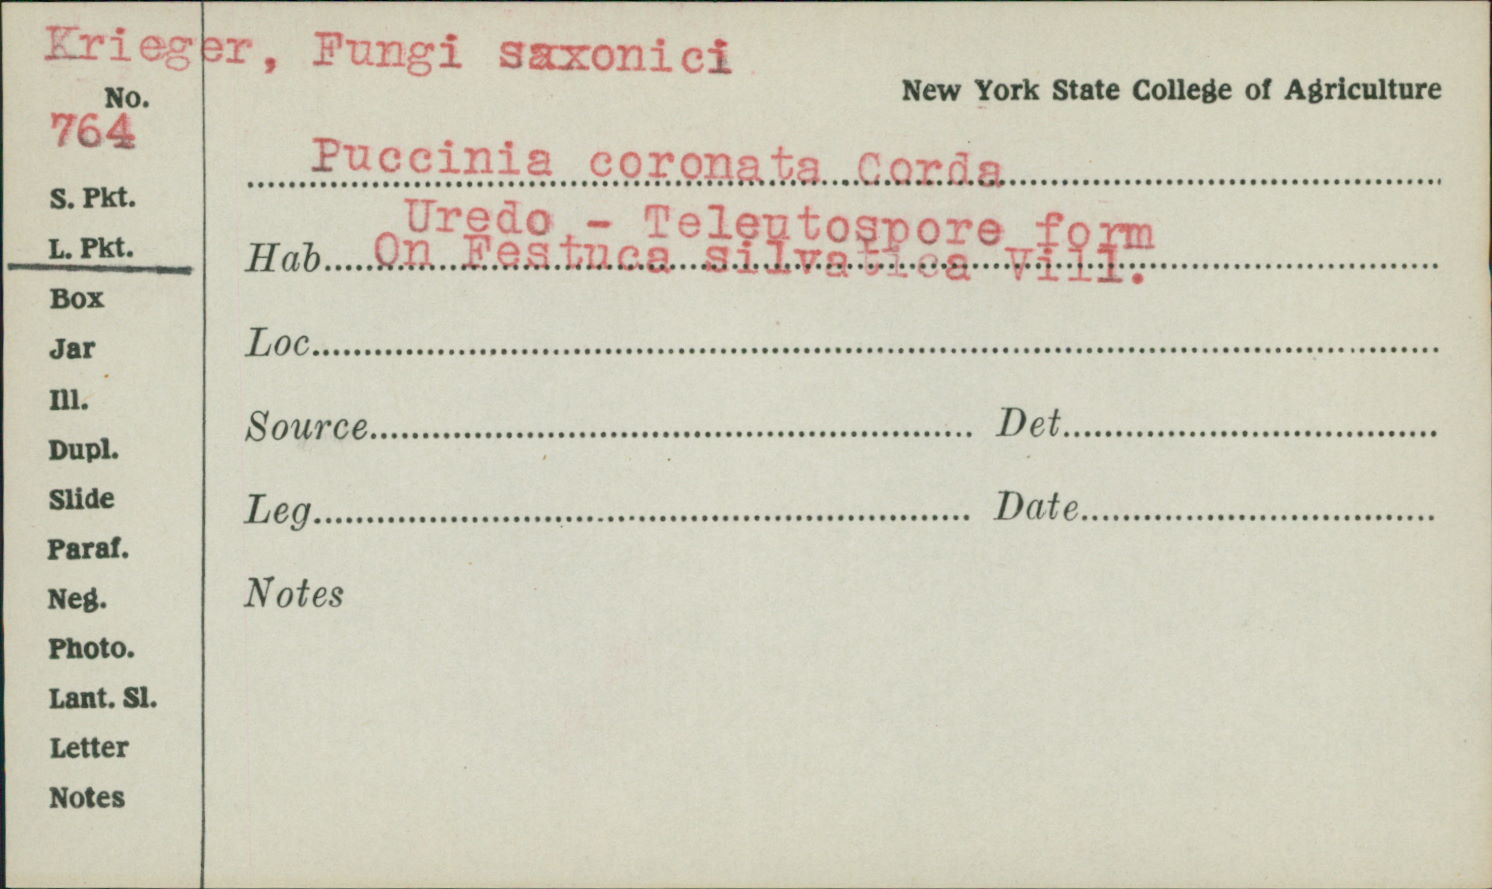 Krieger, Fungi saxonici
New York State College of Agriculture
No.
764
Puccinia coronata Corda
Uredo - Teleutospore form
Hab. On Festuca silvatica Vill.
Loc.
Source Det.
Leg. Date
Notes
S. Pkt.
L. Pkt.
Box
Jar
Ill.
Dupl.
Slide
Paraf.
Neg.
Photo.
Lant. Sl.
Letter
Notes